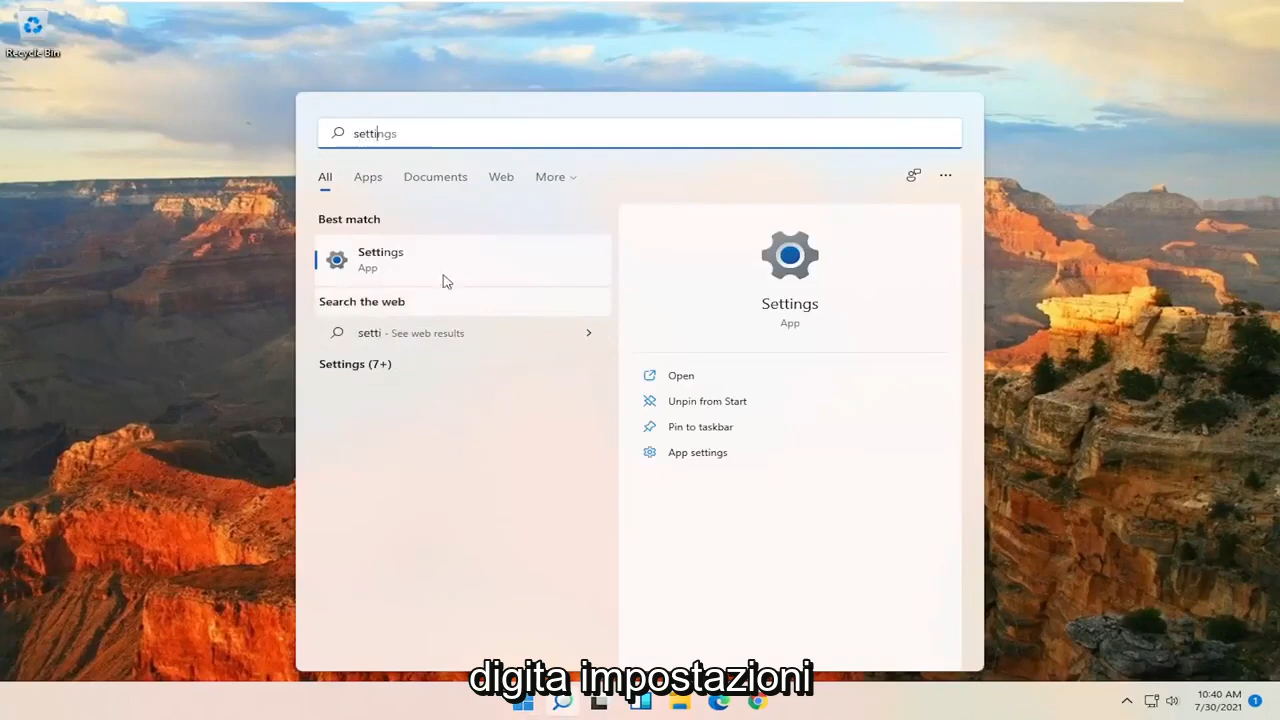 Recycle Bin
settings
All Apps Documents Web More
Best match
Settings
App
Search the web
setti - See web results
Settings (7+)
Settings
App
Open
Unpin from Start
Pin to taskbar
App settings
digita impostazioni
10:40 AM
7/30/2021
1